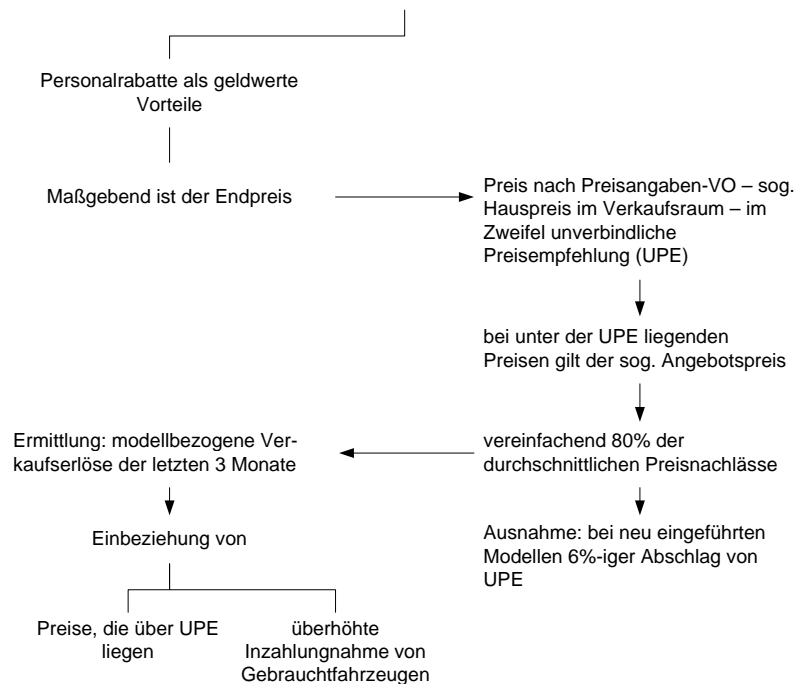 Personalrabatte als geldwerte
Vorteile
Maßgebend ist der Endpreis
Preis nach Preisangaben-VO – sog.
Hauspreis im Verkaufsraum – im
Zweifel unverbindliche
Preisempfehlung (UPE)
bei unter der UPE liegenden
Preisen gilt der sog. Angebotspreis
vereinfachend 80% der
durchschnittlichen Preisnachlässe
Ermittlung: modellbezogene Ver-
kaufserlöse der letzten 3 Monate
Ausnahme: bei neu eingeführten
Modellen 6%-iger Abschlag von
UPE
Einbeziehung von
Preise, die über UPE
liegen
überhöhte
Inzahlungnahme von
Gebrauchtfahrzeugen